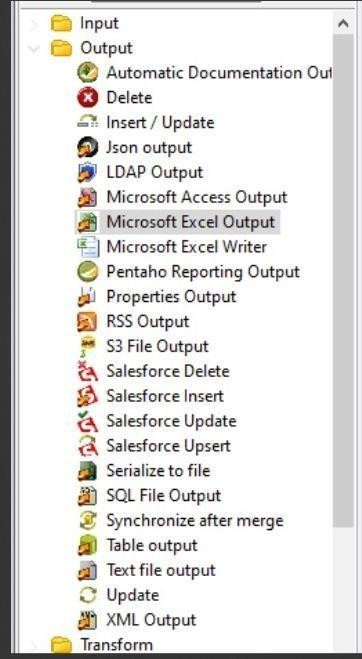 Input
Output
Automatic Documentation Out
Delete
Insert / Update
Json output
LDAP Output
Microsoft Access Output
Microsoft Excel Output
Microsoft Excel Writer
Pentaho Reporting Output
Properties Output
RSS Output
S3 File Output
Salesforce Delete
Salesforce Insert
Salesforce Update
Salesforce Upsert
Serialize to file
SQL File Output
Synchronize after merge
Table output
Text file output
Update
XML Output
Transform